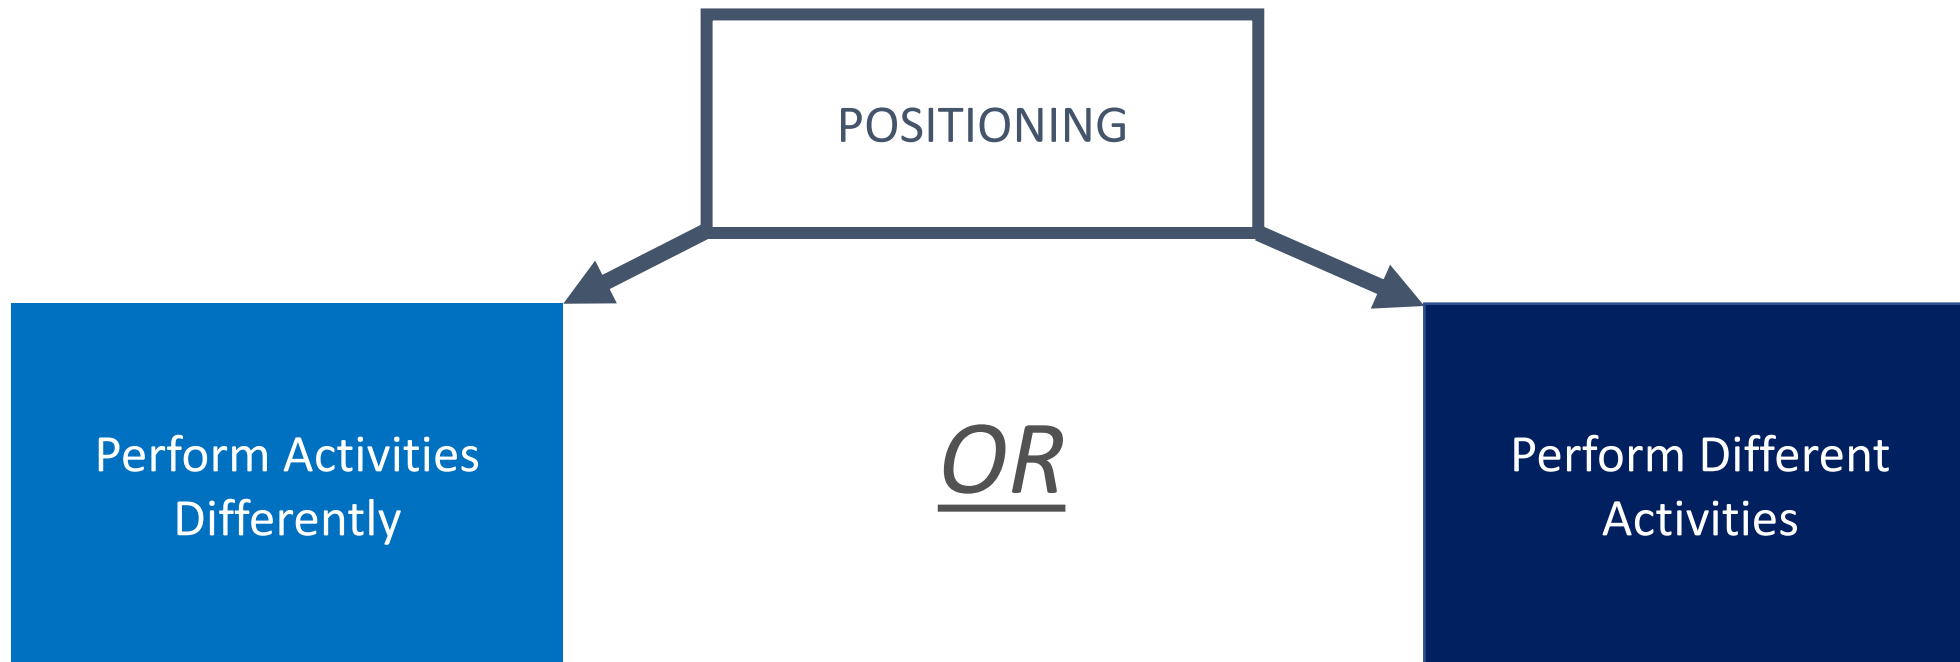 POSITIONING
Perform Activities
Differently
OR
Perform Different
Activities